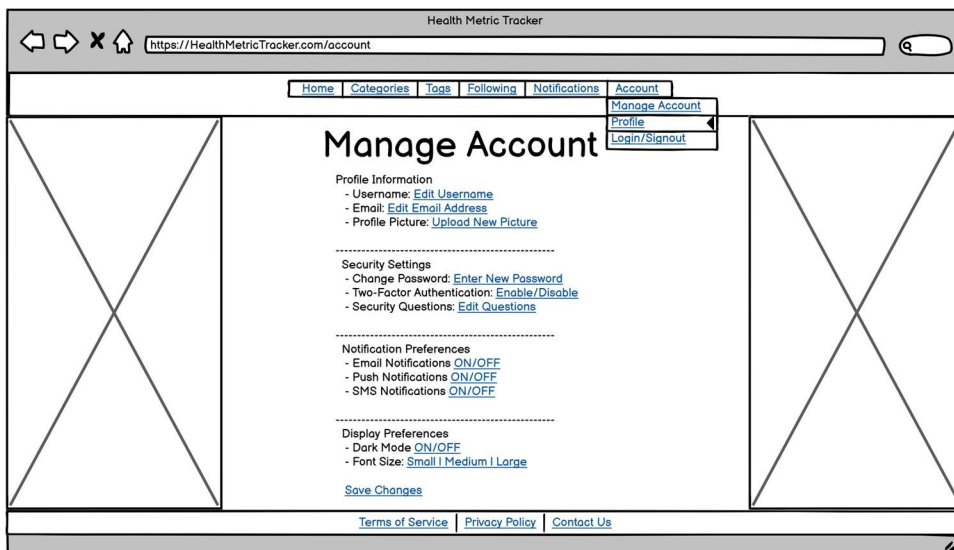 Health Metric Tracker
https://HealthMetricTracker.com/account
Home Categories Tags Following Notifications Account
Manage Account
Profile
Login/Signout
Manage Account
Profile Information
- Username: Edit Username
- Email: Edit Email Address
- Profile Picture: Upload New Picture
----------------------------------------------------
Security Settings
- Change Password: Enter New Password
- Two-Factor Authentication: Enable/Disable
- Security Questions: Edit Questions
----------------------------------------------------
Notification Preferences
- Email Notifications ON/OFF
- Push Notifications ON/OFF
- SMS Notifications ON/OFF
----------------------------------------------------
Display Preferences
- Dark Mode ON/OFF
- Font Size: Small | Medium | Large
Save Changes
Terms of Service Privacy Policy Contact Us